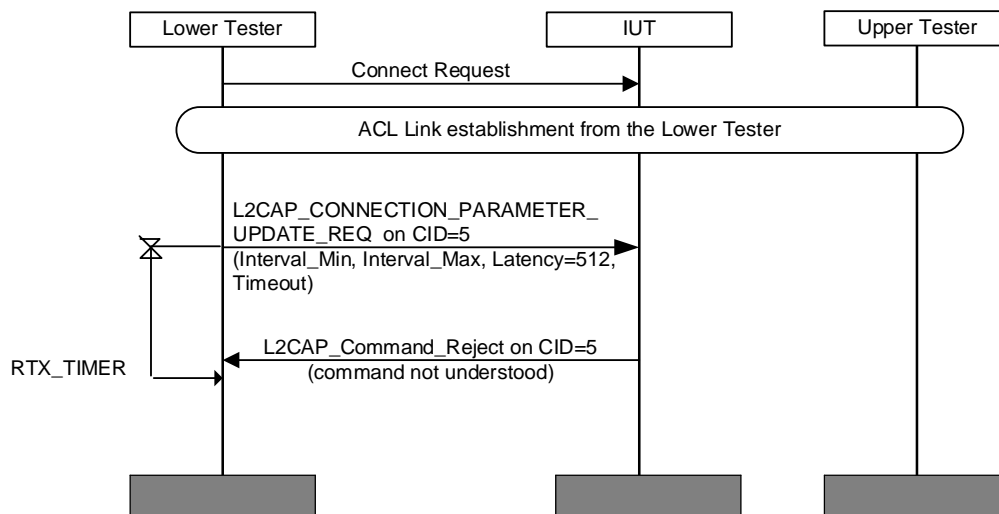 Lower Tester
IUT
Upper Tester
Connect Request
ACL Link establishment from the Lower Tester
L2CAP_CONNECTION_PARAMETER_
UPDATE_REQ on CID=5
(Interval_Min, Interval_Max, Latency=512,
Timeout)
L2CAP_Command_Reject on CID=5
(command not understood)
RTX_TIMER